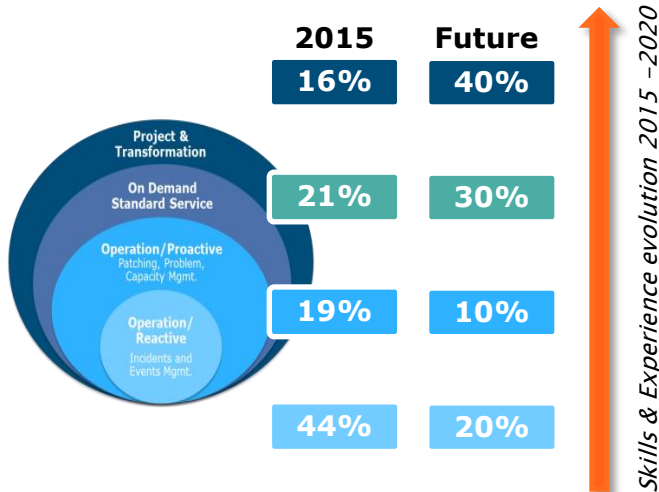 2015 Future
16% 40%
Project &
Transformation
On Demand
Standard Service
21% 30%
Operation/Proactive
Patching, Problem,
Capacity Mgmt.
19% 10%
Operation/
Reactive
Incidents and
Events Mgmt.
44% 20%
Skills & Experience evolution 2015 -2020